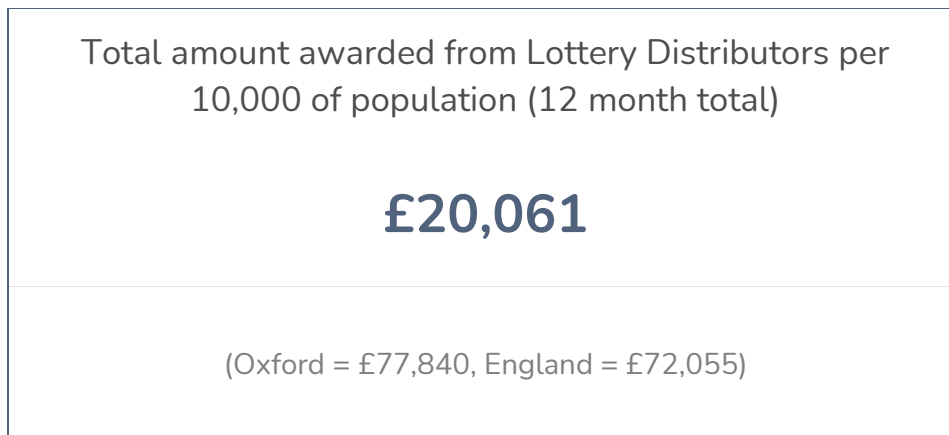 Total amount awarded from Lottery Distributors per
10,000 of population (12 month total)
£20,061
(Oxford = £77,840, England = £72,055)